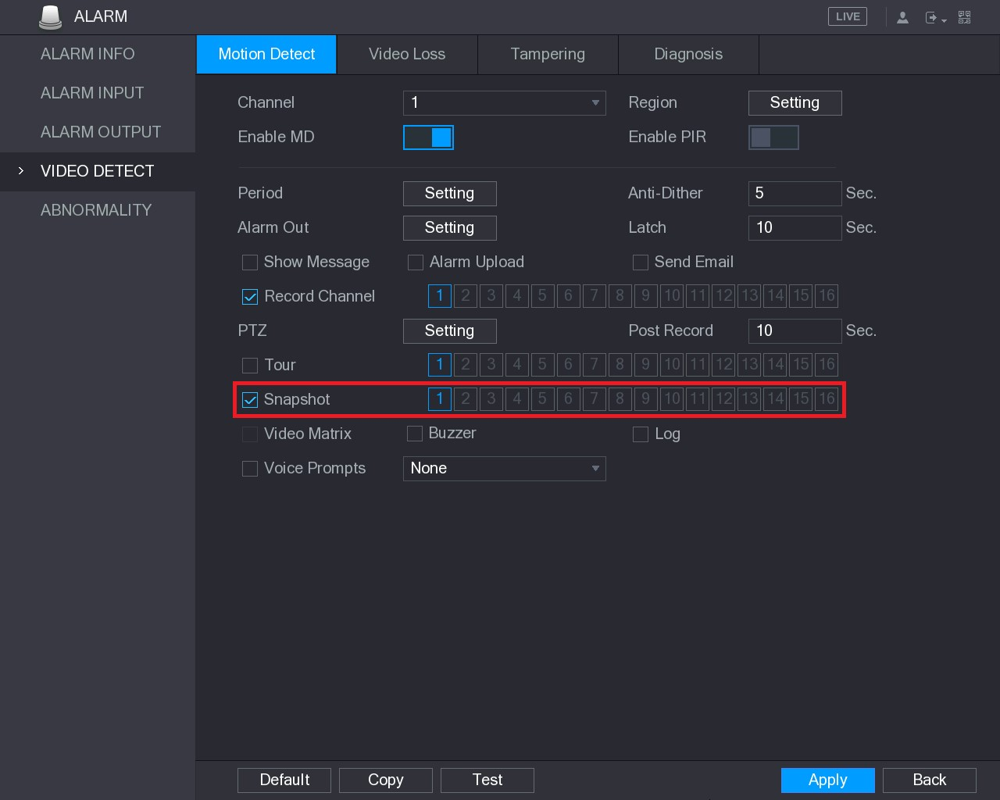 ALARM
LIVE
ALARM INFO
ALARM INPUT
ALARM OUTPUT
VIDEO DETECT
ABNORMALITY
Motion Detect Video Loss Tampering Diagnosis
Channel 1 Region Setting
Enable MD Enable PIR
Period Setting Anti-Dither 5 Sec.
Alarm Out Setting Latch 10 Sec.
Show Message Alarm Upload Send Email
Record Channel 1 2 3 4 5 6 7 8 9 10 11 12 13 14 15 16
PTZ Setting Post Record 10 Sec.
Tour 1 2 3 4 5 6 7 8 9 10 11 12 13 14 15 16
Snapshot 1 2 3 4 5 6 7 8 9 10 11 12 13 14 15 16
Video Matrix Buzzer Log
Voice Prompts None
Default Copy Test Apply Back